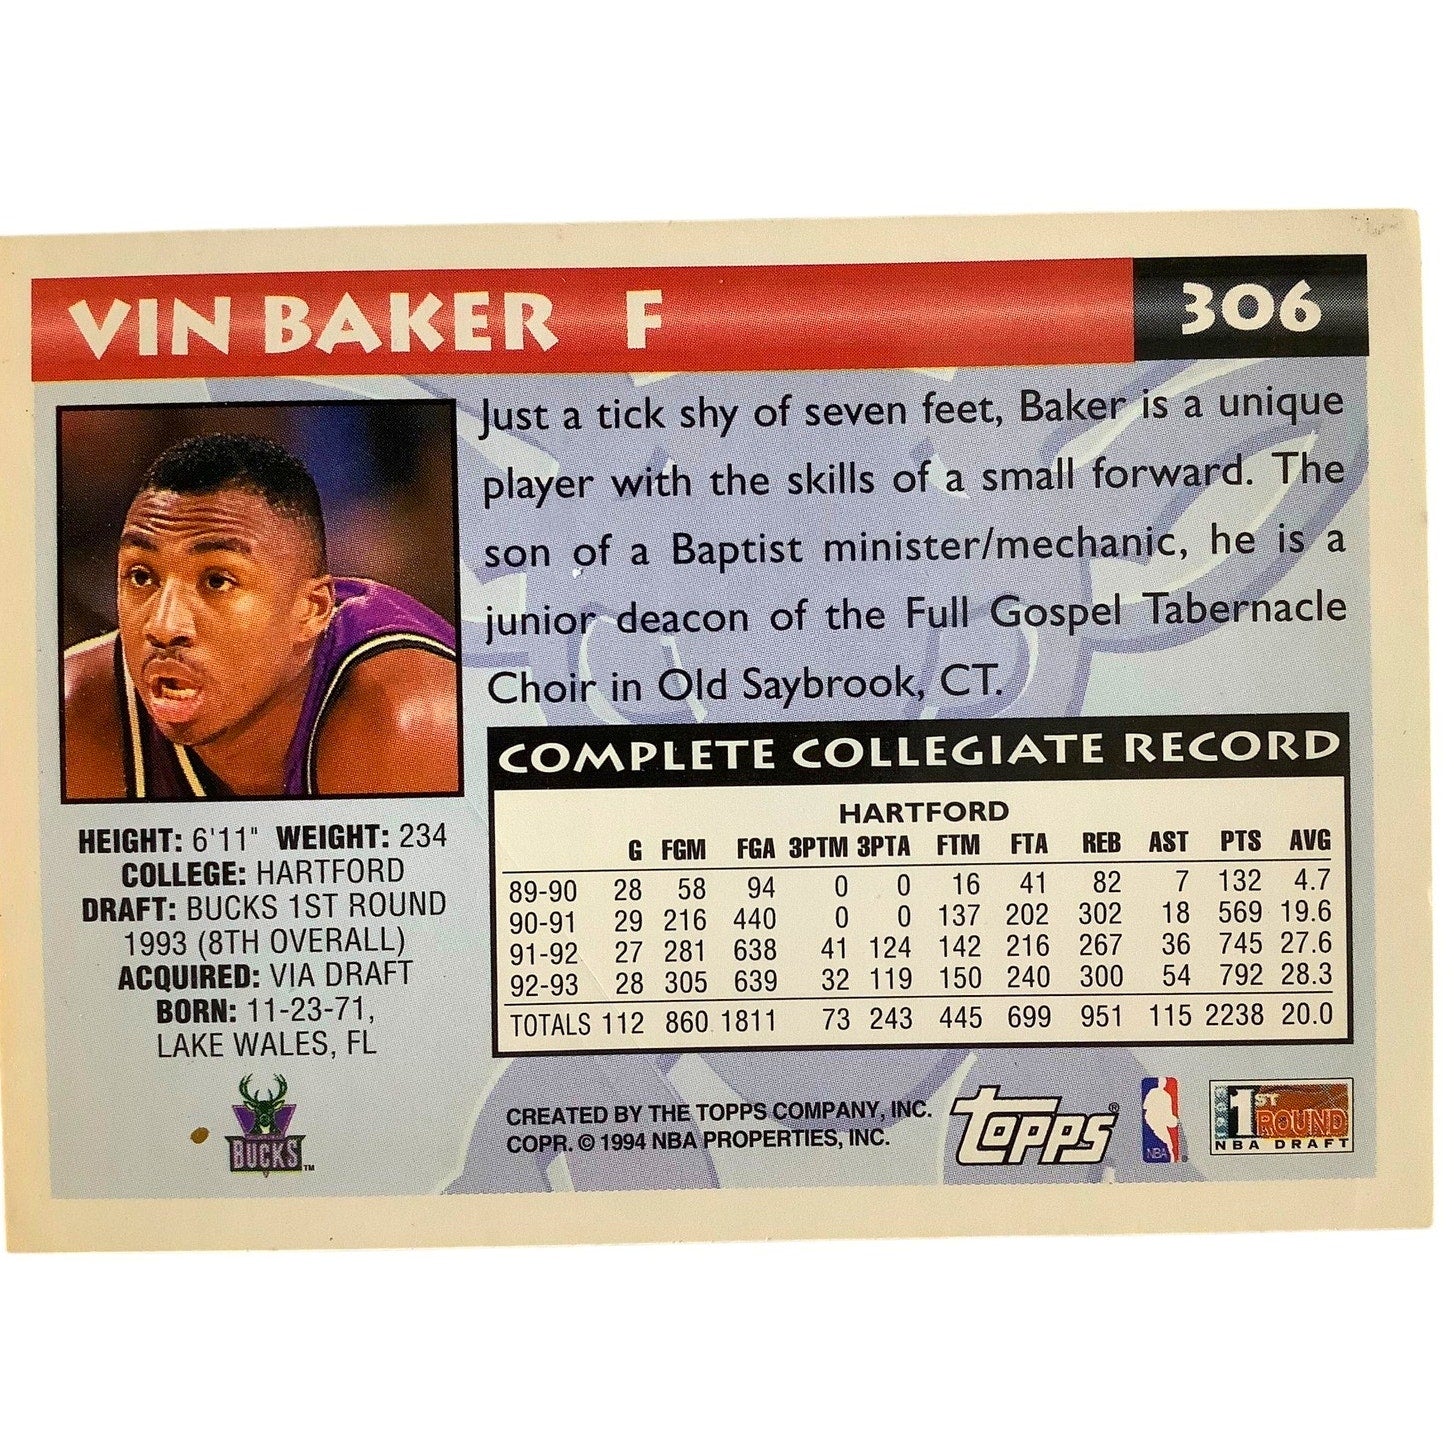 VIN BAKER F
306
Just a tick shy of seven feet, Baker is a unique
player with the skills of a small forward. The
son of a Baptist minister/mechanic, he is a
junior deacon of the Full Gospel Tabernacle
Choir in Old Saybrook, CT.
HEIGHT: 6'11" WEIGHT: 234
COLLEGE: HARTFORD
DRAFT: BUCKS 1ST ROUND
1993 (8TH OVERALL)
ACQUIRED: VIA DRAFT
BORN: 11-23-71,
LAKE WALES, FL
BUCKS TM
COMPLETE COLLEGIATE RECORD
HARTFORD
G FGM FGA 3PTM 3PTA FTM FTA REB AST PTS AVG
89-90 28 58 94 0 0 16 41 82 7 132 4.7
90-91 29 216 440 0 0 137 202 302 18 569 19.6
91-92 27 281 638 41 124 142 216 267 36 745 27.6
92-93 28 305 639 32 119 150 240 300 54 792 28.3
TOTALS 112 860 1811 73 243 445 699 951 115 2238 20.0
CREATED BY THE TOPPS COMPANY, INC.
COPR. © 1994 NBA PROPERTIES, INC.
topps®
NBA
1ST
ROUND
NBA DRAFT